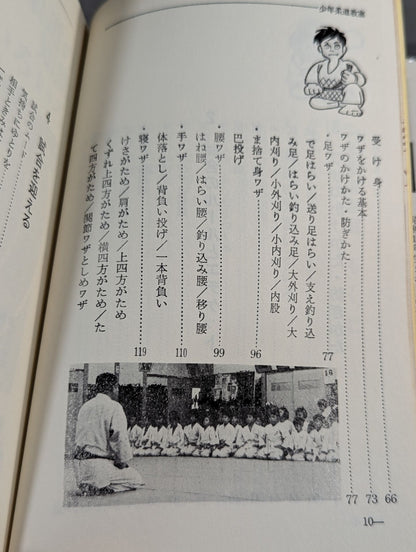 少年柔道教室
受け身……66
ワザをかける基本……73
ワザのかけかた・防ぎかた……77
・足ワザ……77
で足はらい／送り足はらい／支え釣り込
み足／はらい釣り込み足／大外刈り／大
内刈り／小外刈り／小内刈り／内股
・ま捨て身ワザ……96
巴投げ
・腰ワザ……99
はね腰／はらい腰／釣り込み腰／移り腰
・手ワザ……110
体落とし／背負い投げ／一本背負い
・寝ワザ……119
けさがため／肩がため／上四方がため
くずれ上四方がため／横四方がため／た
て四方がため／関節ワザとしめワザ
10―